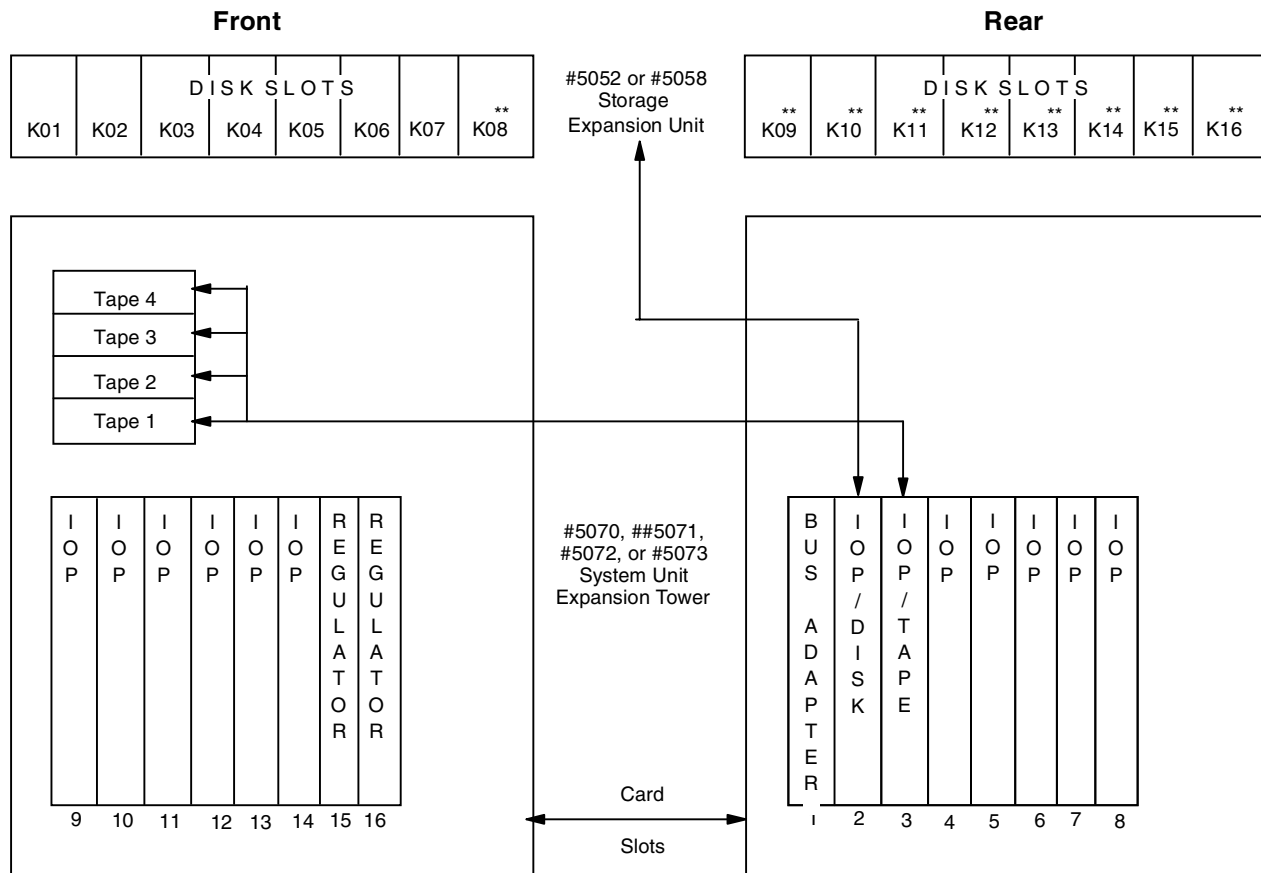 Front
Rear
DISK SLOTS
K01 K02 K03 K04 K05 K06 K07 K08**
#5052 or #5058
Storage
Expansion Unit
DISK SLOTS
K09** K10** K11** K12** K13** K14** K15** K16**
Tape 4
Tape 3
Tape 2
Tape 1
IOP
IOP
IOP
IOP
IOP
IOP
REGULATOR
REGULATOR
9 10 11 12 13 14 15 16
#5070, ##5071,
#5072, or #5073
System Unit
Expansion Tower
Card
Slots
BUS ADAPTER
IOP/DISK
IOP/TAPE
IOP
IOP
IOP
IOP
IOP
1 2 3 4 5 6 7 8